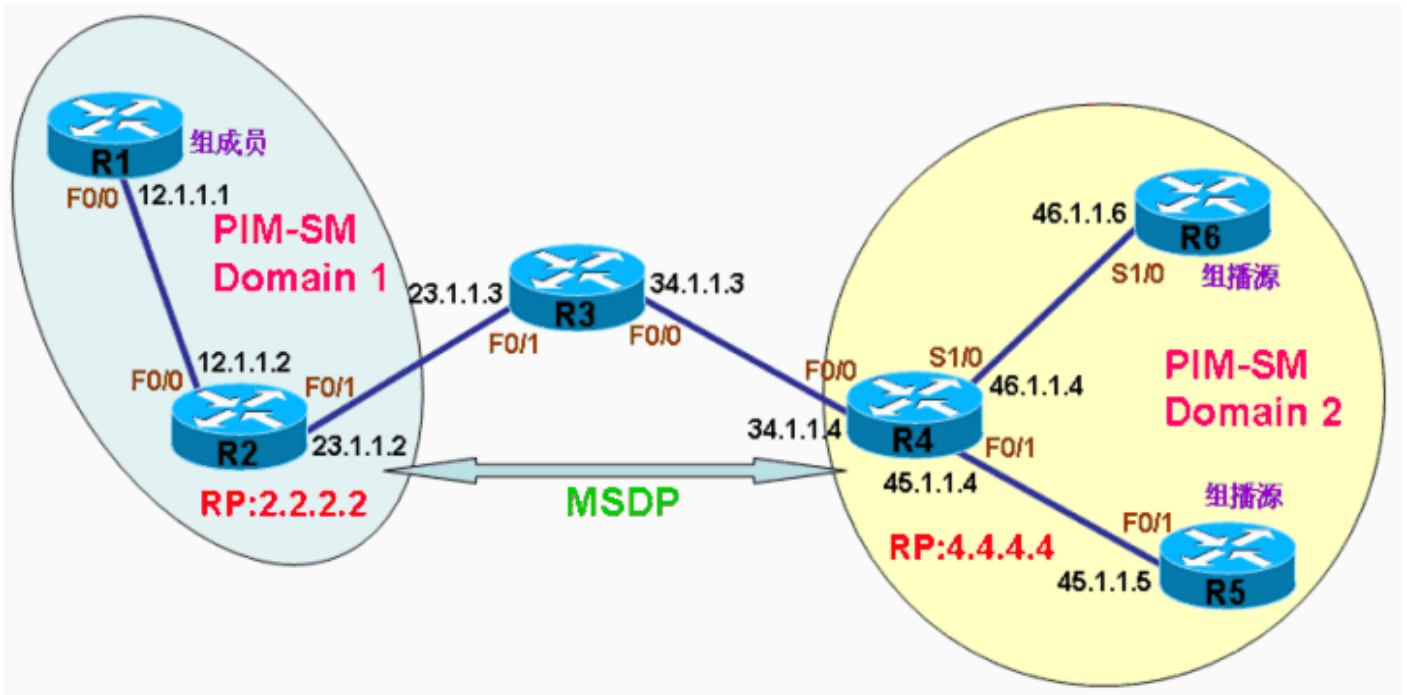 R1
组成员
F0/0
12.1.1.1
PIM-SM
Domain 1
12.1.1.2
F0/0
F0/1
R2
23.1.1.2
RP:2.2.2.2
23.1.1.3
F0/1
R3
34.1.1.3
F0/0
MSDP
F0/0
S1/0
34.1.1.4
R4
46.1.1.4
F0/1
45.1.1.4
RP:4.4.4.4
46.1.1.6
R6
S1/0
组播源
PIM-SM
Domain 2
组播源
F0/1
45.1.1.5
R5